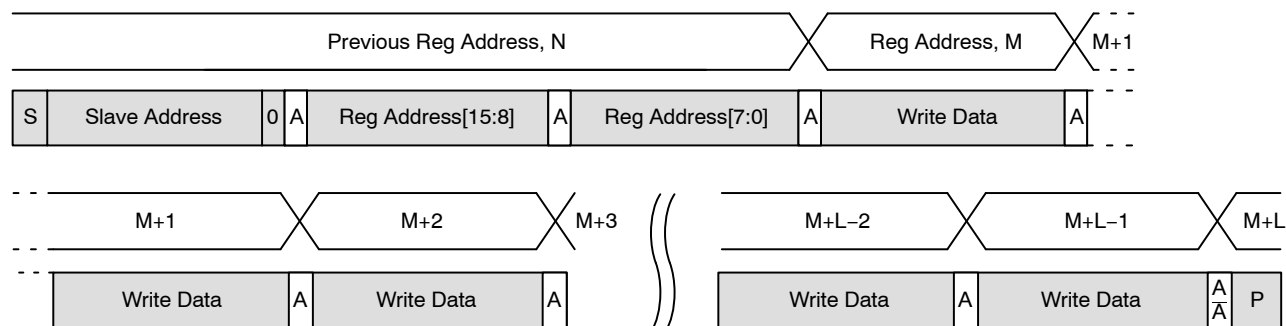 Previous Reg Address, N Reg Address, M M+1
S Slave Address 0 A Reg Address[15:8] A Reg Address[7:0] A Write Data A
M+1 M+2 M+3 M+L−2 M+L−1 M+L
Write Data A Write Data A Write Data A Write Data A/A̅ P